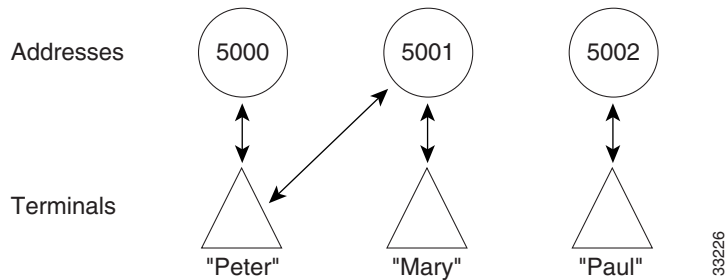 Addresses 5000 5001 5002
Terminals
"Peter" "Mary" "Paul"
33226